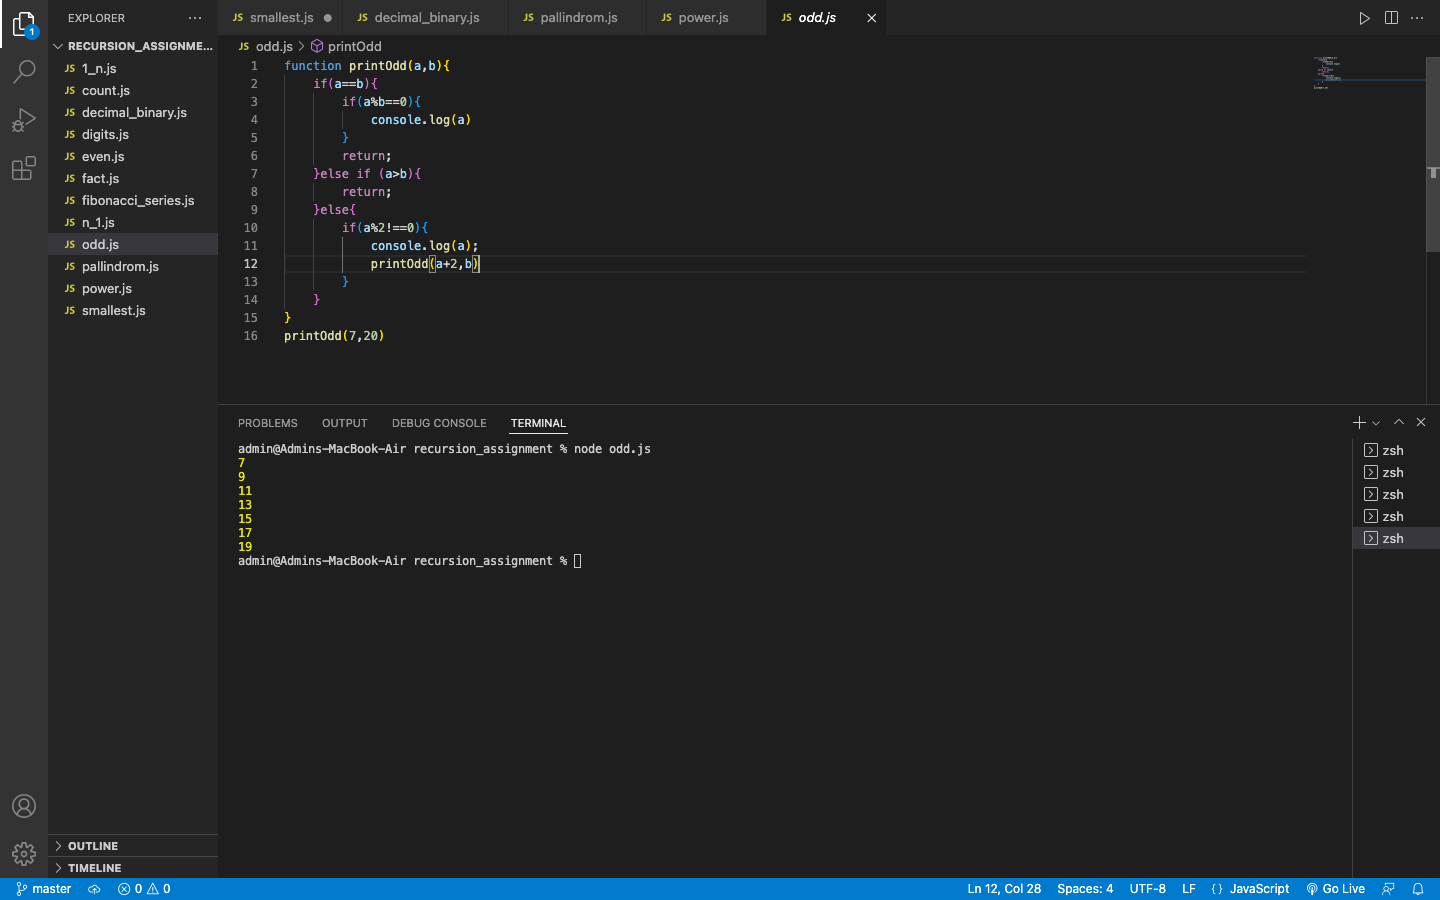 EXPLORER
RECURSION_ASSIGNME...
JS 1_n.js
JS count.js
JS decimal_binary.js
JS digits.js
JS even.js
JS fact.js
JS fibonacci_series.js
JS n_1.js
JS odd.js
JS pallindrom.js
JS power.js
JS smallest.js
OUTLINE
TIMELINE
1
JS smallest.js
JS decimal_binary.js
JS pallindrom.js
JS power.js
JS odd.js
JS odd.js > printOdd
1 function printOdd(a,b){
2 if(a==b){
3 if(a%b==0){
4 console.log(a)
5 }
6 return;
7 }else if (a>b){
8 return;
9 }else{
10 if(a%2!==0){
11 console.log(a);
12 printOdd(a+2,b)
13 }
14 }
15 }
16 printOdd(7,20)
PROBLEMS OUTPUT DEBUG CONSOLE TERMINAL
admin@Admins-MacBook-Air recursion_assignment % node odd.js
7
9
11
13
15
17
19
admin@Admins-MacBook-Air recursion_assignment %
zsh
zsh
zsh
zsh
zsh
master 0 0 Ln 12, Col 28 Spaces: 4 UTF-8 LF {} JavaScript Go Live